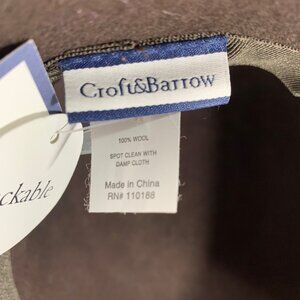 Croft&Barrow
100% WOOL
SPOT CLEAN WITH
DAMP CLOTH
Made in China
RN# 110188
ckable